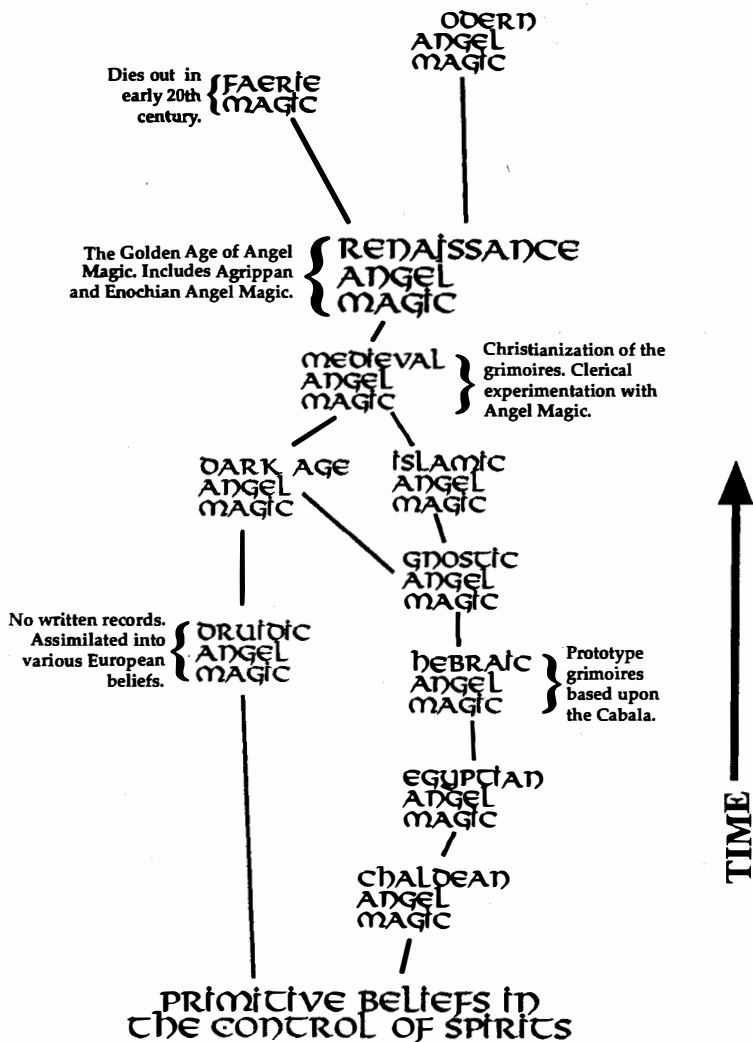 ODERN
ANGEL
MAGIC
Dies out in
early 20th
century.
FAERIE
MAGIC
The Golden Age of Angel
Magic. Includes Agrippan
and Enochian Angel Magic.
RENAISSANCE
ANGEL
MAGIC
MEDIEVAL
ANGEL
MAGIC
Christianization of the
grimoires. Clerical
experimentation with
Angel Magic.
DARK AGE
ANGEL
MAGIC
ISLAMIC
ANGEL
MAGIC
GNOSTIC
ANGEL
MAGIC
No written records.
Assimilated into
various European
beliefs.
DRUIDIC
ANGEL
MAGIC
HEBRAIC
ANGEL
MAGIC
Prototype
grimoires
based upon
the Cabala.
EGYPTIAN
ANGEL
MAGIC
TIME
CHALDEAN
ANGEL
MAGIC
PRIMITIVE BELIEFS IN
THE CONTROL OF SPIRITS